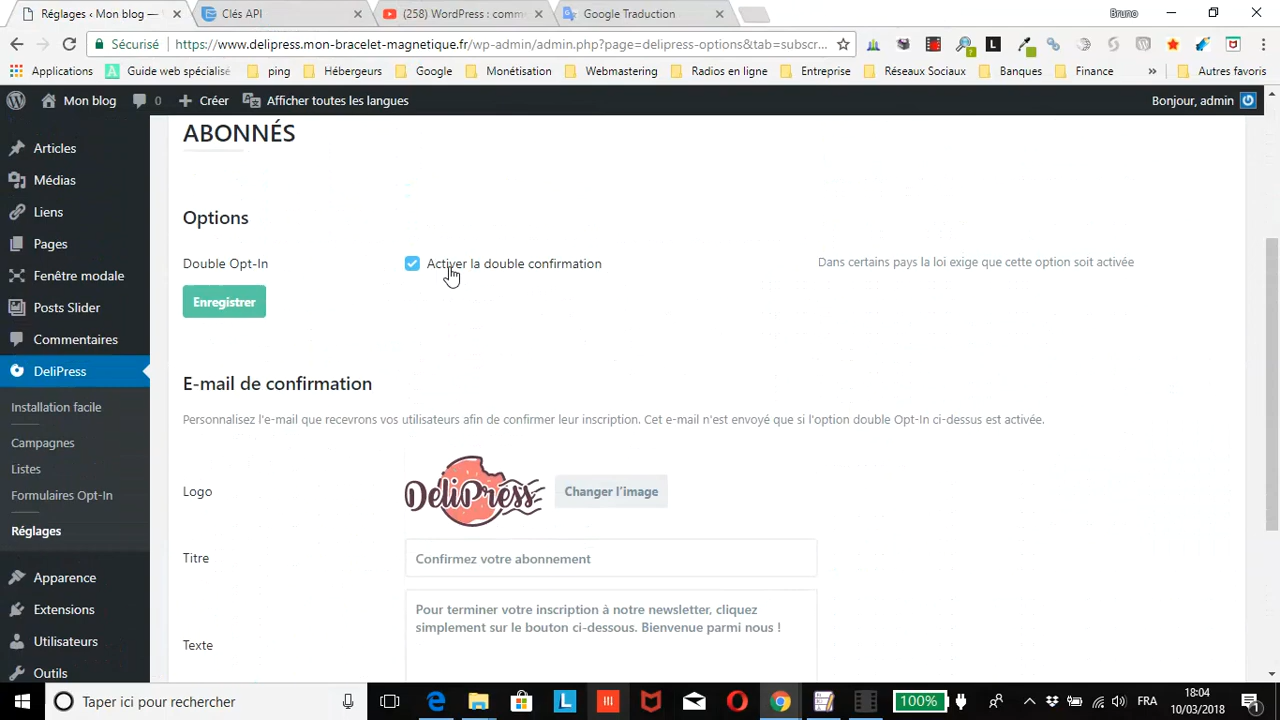 Réglages ‹ Mon blog —
Clés API
(258) WordPress : comm
Google Traduction
Bruno
Sécurisé
https://www.delipress.mon-bracelet-magnetique.fr/wp-admin/admin.php?page=delipress-options&tab=subscr...
Applications
Guide web spécialisé
ping
Hébergeurs
Google
Monétisation
Webmastering
Radios en ligne
Entreprise
Réseaux Sociaux
Banques
Finance
»
Autres favoris
Mon blog
0
Créer
Afficher toutes les langues
Bonjour, admin
Articles
Médias
Liens
Pages
Fenêtre modale
Posts Slider
Commentaires
DeliPress
Installation facile
Campagnes
Listes
Formulaires Opt-In
Réglages
Apparence
Extensions
Utilisateurs
Outils
ABONNÉS
Options
Double Opt-In
Activer la double confirmation
Dans certains pays la loi exige que cette option soit activée
Enregistrer
E-mail de confirmation
Personnalisez l'e-mail que recevrons vos utilisateurs afin de confirmer leur inscription. Cet e-mail n'est envoyé que si l'option double Opt-In ci-dessus est activée.
Logo
DeliPress
Changer l'image
Titre
Confirmez votre abonnement
Texte
Pour terminer votre inscription à notre newsletter, cliquez
simplement sur le bouton ci-dessous. Bienvenue parmi nous !
Taper ici pour rechercher
100%
FRA
18:04
10/03/2018